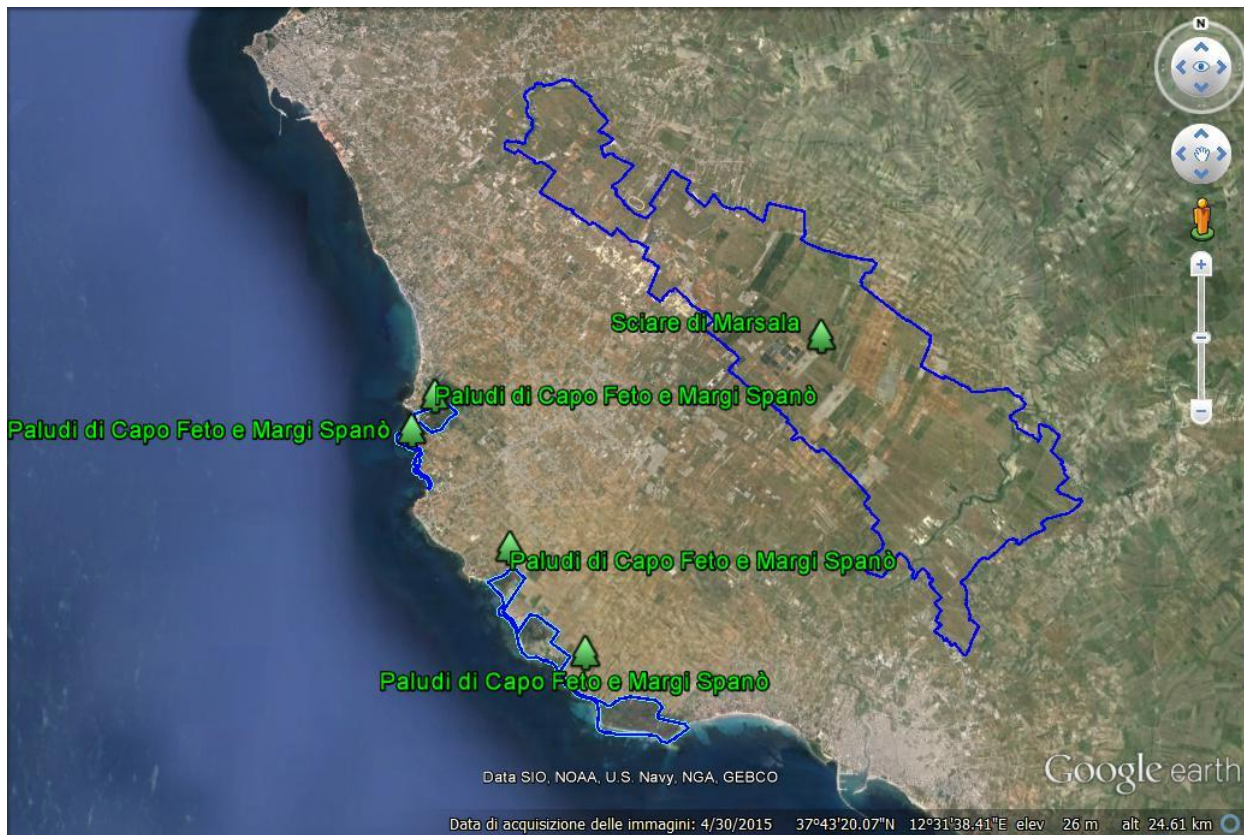 N
Sciare di Marsala
Paludi di Capo Feto e Margi Spanò
Paludi di Capo Feto e Margi Spanò
Paludi di Capo Feto e Margi Spanò
Paludi di Capo Feto e Margi Spanò
Data SIO, NOAA, U.S. Navy, NGA, GEBCO
Google earth
Data di acquisizione delle immagini: 4/30/2015 37°43'20.07"N 12°31'38.41"E elev 26 m alt 24.61 km